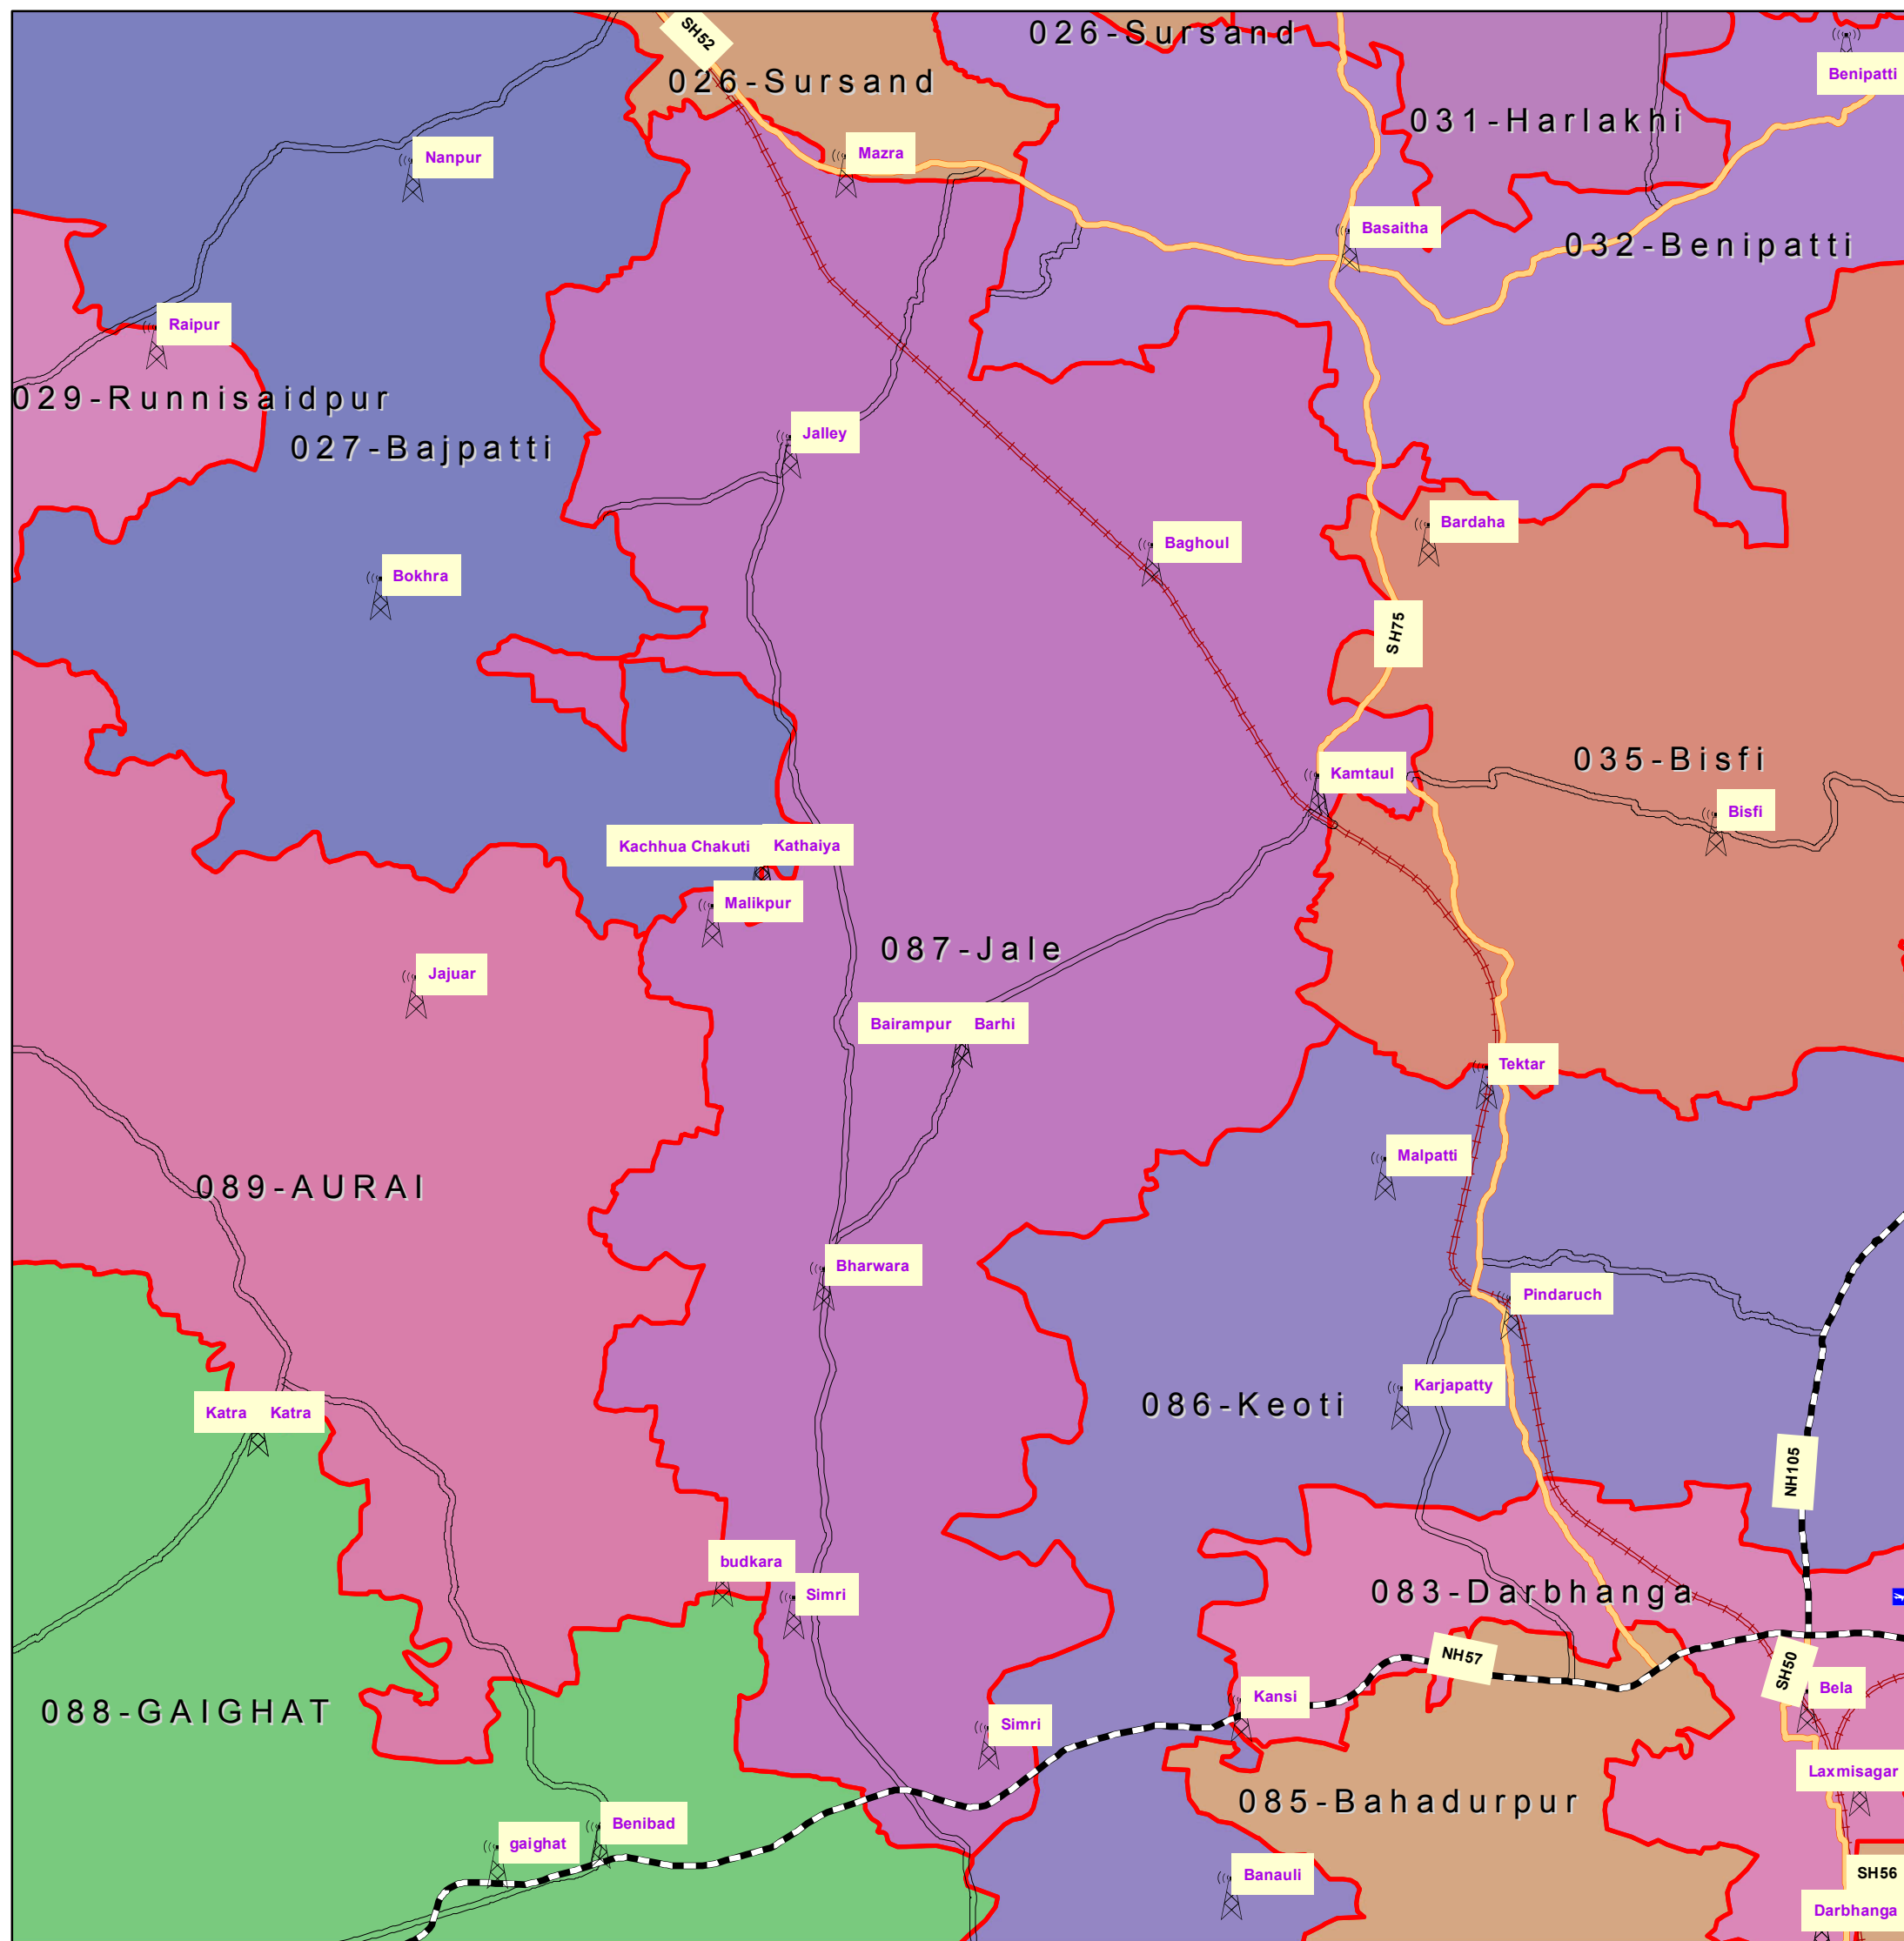 026-Sursand
SH52
026-Sursand
Benipatti
031-Harlakhi
Nanpur
Mazra
Basaitha
032-Benipatti
Raipur
029-Runnisaidpur
027-Bajpatti
Jalley
Bardaha
Baghoul
Bokhra
SH75
035-Bisfi
Kamtaul
Bisfi
Kachhua Chakuti
Kathaiya
Malikpur
087-Jale
Jajuar
Bairampur
Barhi
Tektar
Malpatti
089-AURAI
Bharwara
Pindaruch
Karjapatty
086-Keoti
Katra
Katra
NH105
budkara
Simri
083-Darbhanga
NH57
SH50
Bela
Kansi
088-GAIGHAT
Simri
Laxmisagar
085-Bahadurpur
Benibad
gaighat
Banauli
SH56
Darbhanga